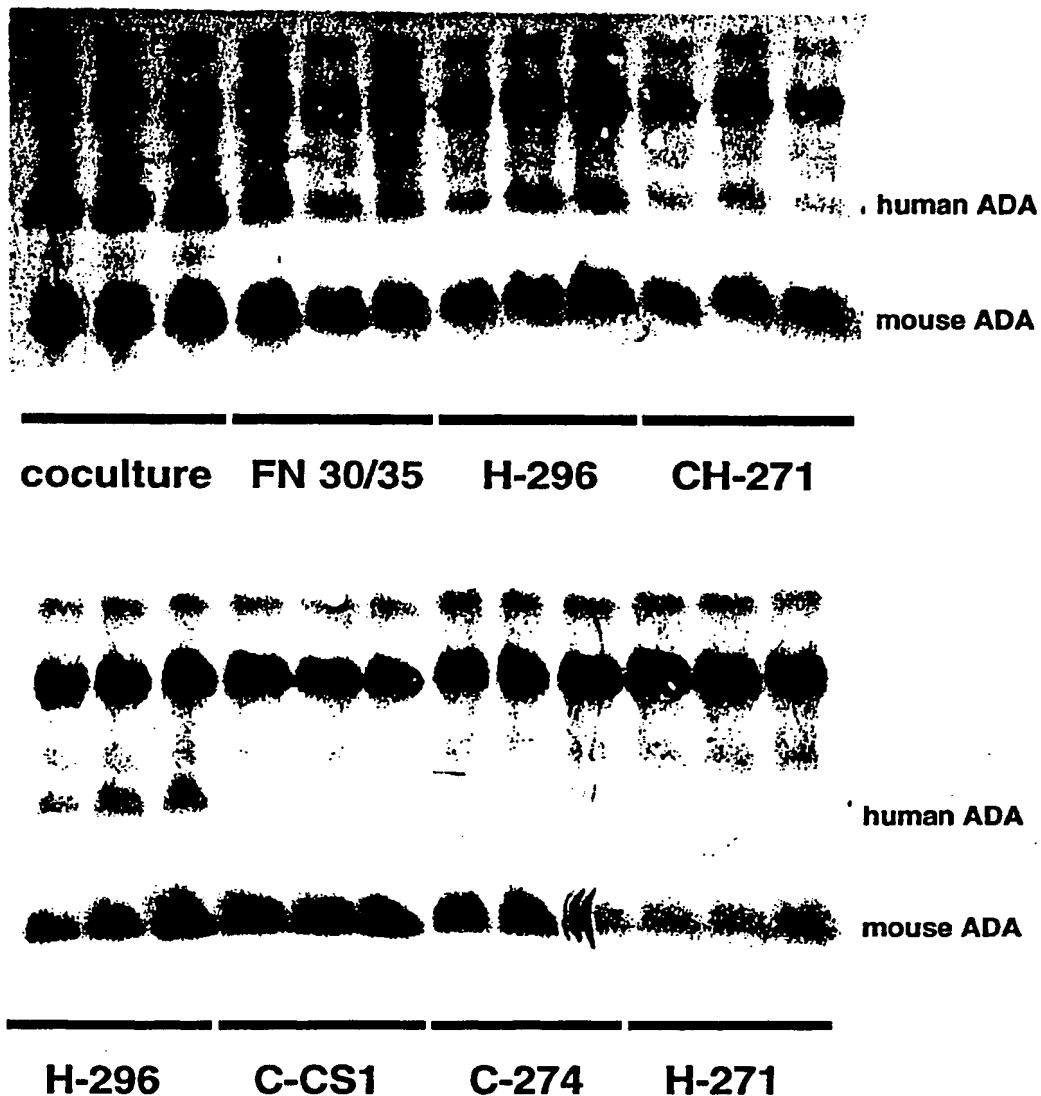 human ADA
mouse ADA
coculture FN 30/35 H-296 CH-271
human ADA
mouse ADA
H-296 C-CS1 C-274 H-271